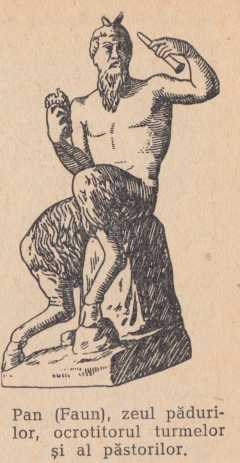 Pan (Faun), zeul păduri-
lor, ocrotitorul turmelor
și al păstorilor.